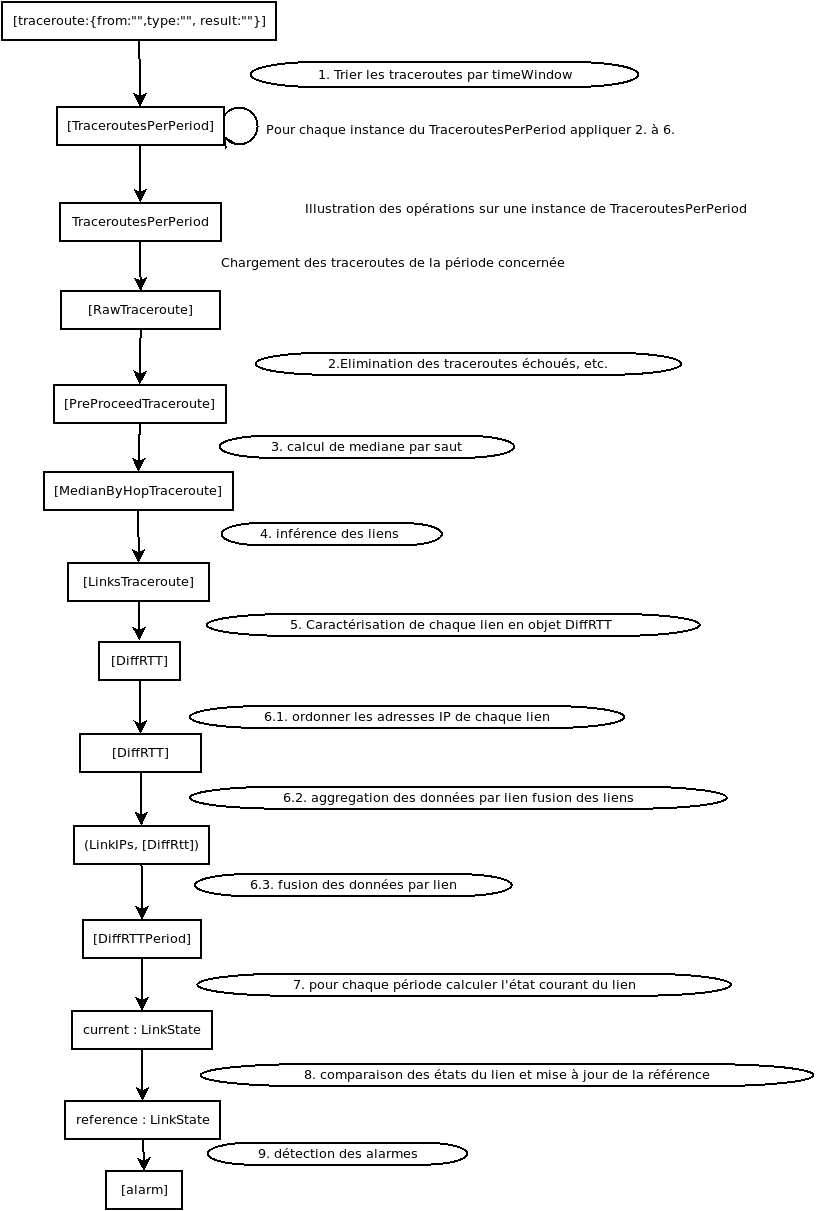 [traceroute:{from:"",type:"", result:""}]
1. Trier les traceroutes par timeWindow
[TraceroutesPerPeriod]
Pour chaque instance du TraceroutesPerPeriod appliquer 2. à 6.
TraceroutesPerPeriod
Illustration des opérations sur une instance de TraceroutesPerPeriod
Chargement des traceroutes de la période concernée
[RawTraceroute]
2.Elimination des traceroutes échoués, etc.
[PreProceedTraceroute]
3. calcul de mediane par saut
[MedianByHopTraceroute]
4. inférence des liens
[LinksTraceroute]
5. Caractérisation de chaque lien en objet DiffRTT
[DiffRTT]
6.1. ordonner les adresses IP de chaque lien
[DiffRTT]
6.2. aggregation des données par lien fusion des liens
(LinkIPs, [DiffRtt])
6.3. fusion des données par lien
[DiffRTTPeriod]
7. pour chaque période calculer l'état courant du lien
current : LinkState
8. comparaison des états du lien et mise à jour de la référence
reference : LinkState
9. détection des alarmes
[alarm]